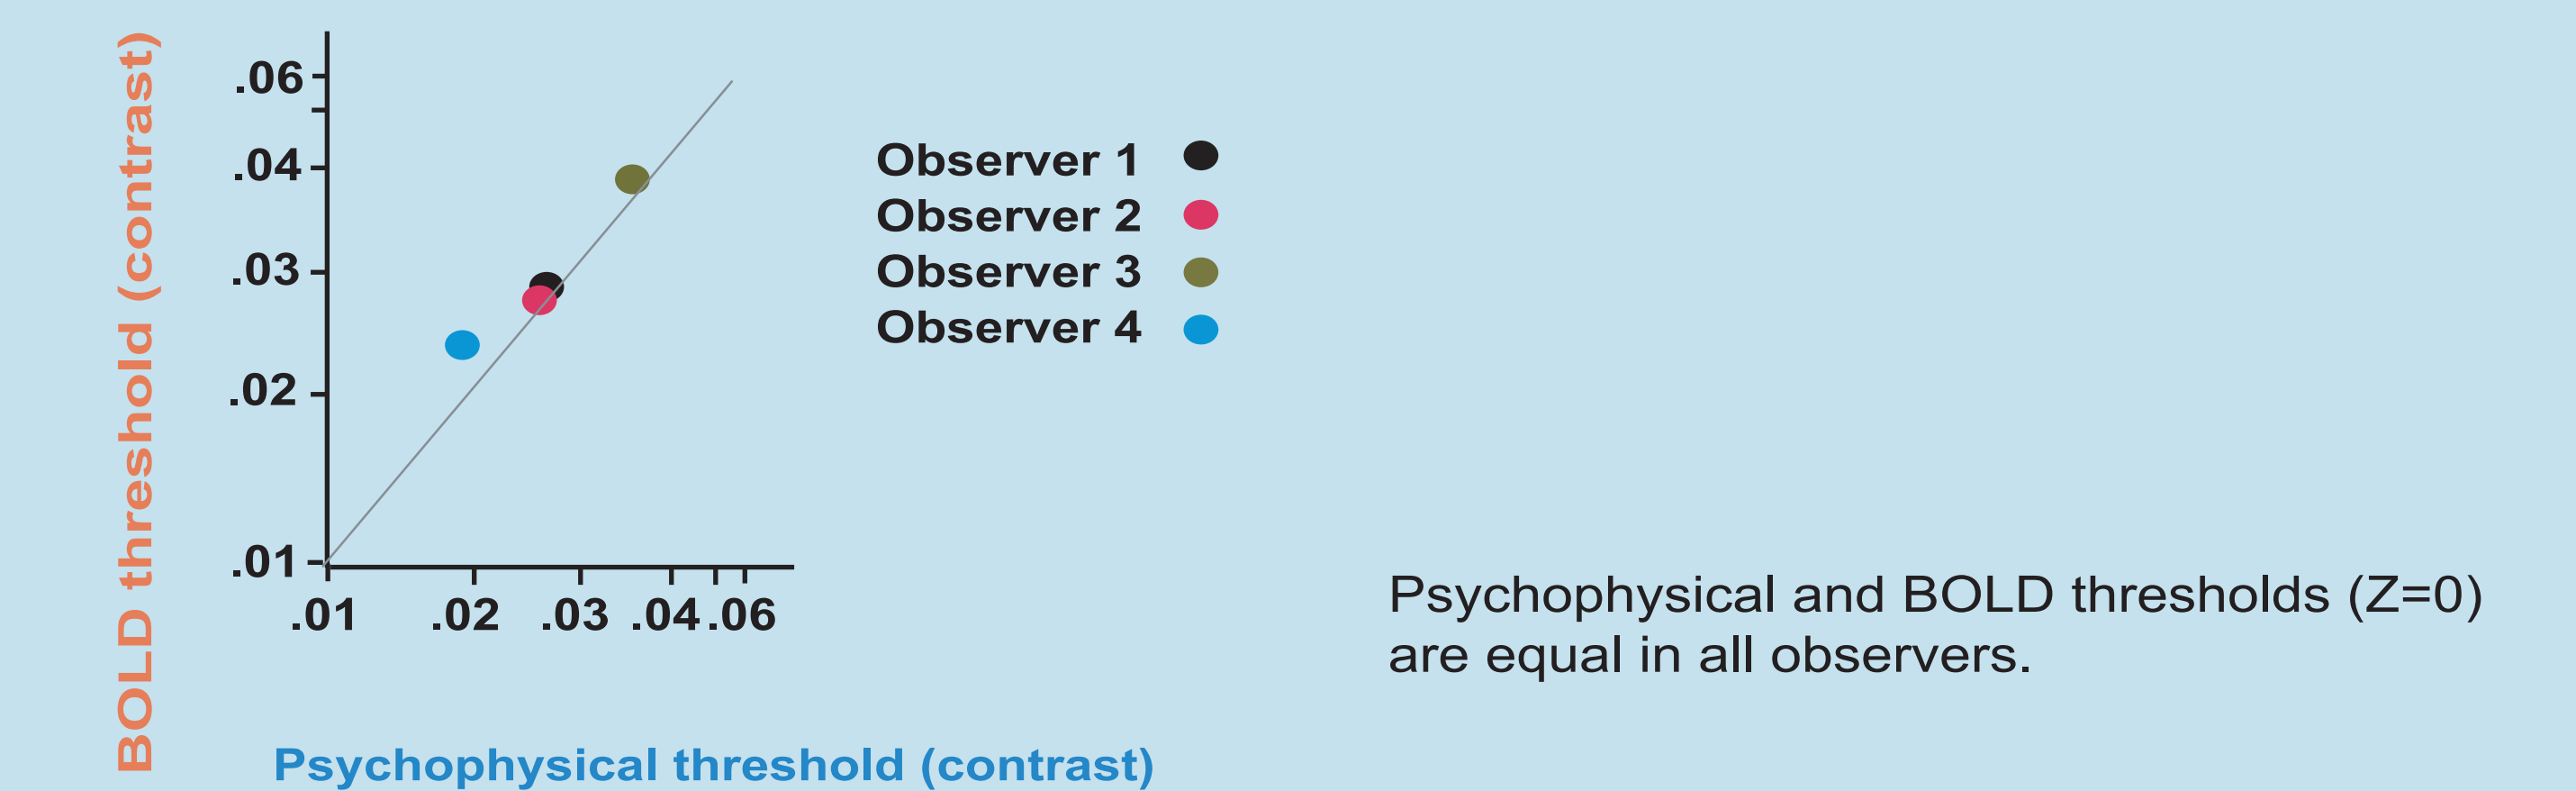 BOLD threshold (contrast)
.06
.04
.03
.02
.01
.01 .02 .03 .04 .06
Psychophysical threshold (contrast)
Observer 1
Observer 2
Observer 3
Observer 4
Psychophysical and BOLD thresholds (Z=0)
are equal in all observers.